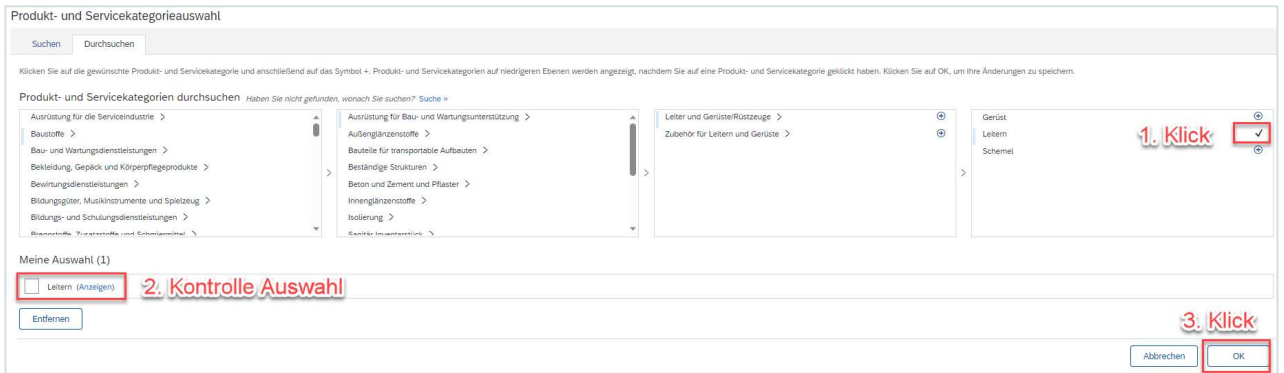 Produkt- und Servicekategorieauswahl
Suchen Durchsuchen
Klicken Sie auf die gewünschte Produkt- und Servicekategorie und anschließend auf das Symbol +. Produkt- und Servicekategorien auf niedrigeren Ebenen werden angezeigt, nachdem Sie auf eine Produkt- und Servicekategorie geklickt haben. Klicken Sie auf OK, um Ihre Änderungen zu speichern.
Produkt- und Servicekategorien durchsuchen Haben Sie nicht gefunden, wonach Sie suchen? Suche »
Ausrüstung für die Serviceindustrie >
Baustoffe >
Bau- und Wartungsdienstleistungen >
Bekleidung, Gepäck und Körperpflegeprodukte >
Bewirtungsdienstleistungen >
Bildungsgüter, Musikinstrumente und Spielzeug >
Bildungs- und Schulungsdienstleistungen >
Brennstoffe, Zusatzstoffe und Schmiermittel >
>
Ausrüstung für Bau- und Wartungsunterstützung >
Außenglänzenstoffe >
Bauteile für transportable Aufbauten >
Beständige Strukturen >
Beton und Zement und Pflaster >
Innenglänzenstoffe >
Isolierung >
Sanitär Inventarstück >
>
Leiter und Gerüste/Rüstzeuge >
Zubehör für Leitern und Gerüste >
>
Gerüst
Leitern
Schemel
1. Klick
Meine Auswahl (1)
Leitern (Anzeigen)
2. Kontrolle Auswahl
Entfernen
3. Klick
Abbrechen OK